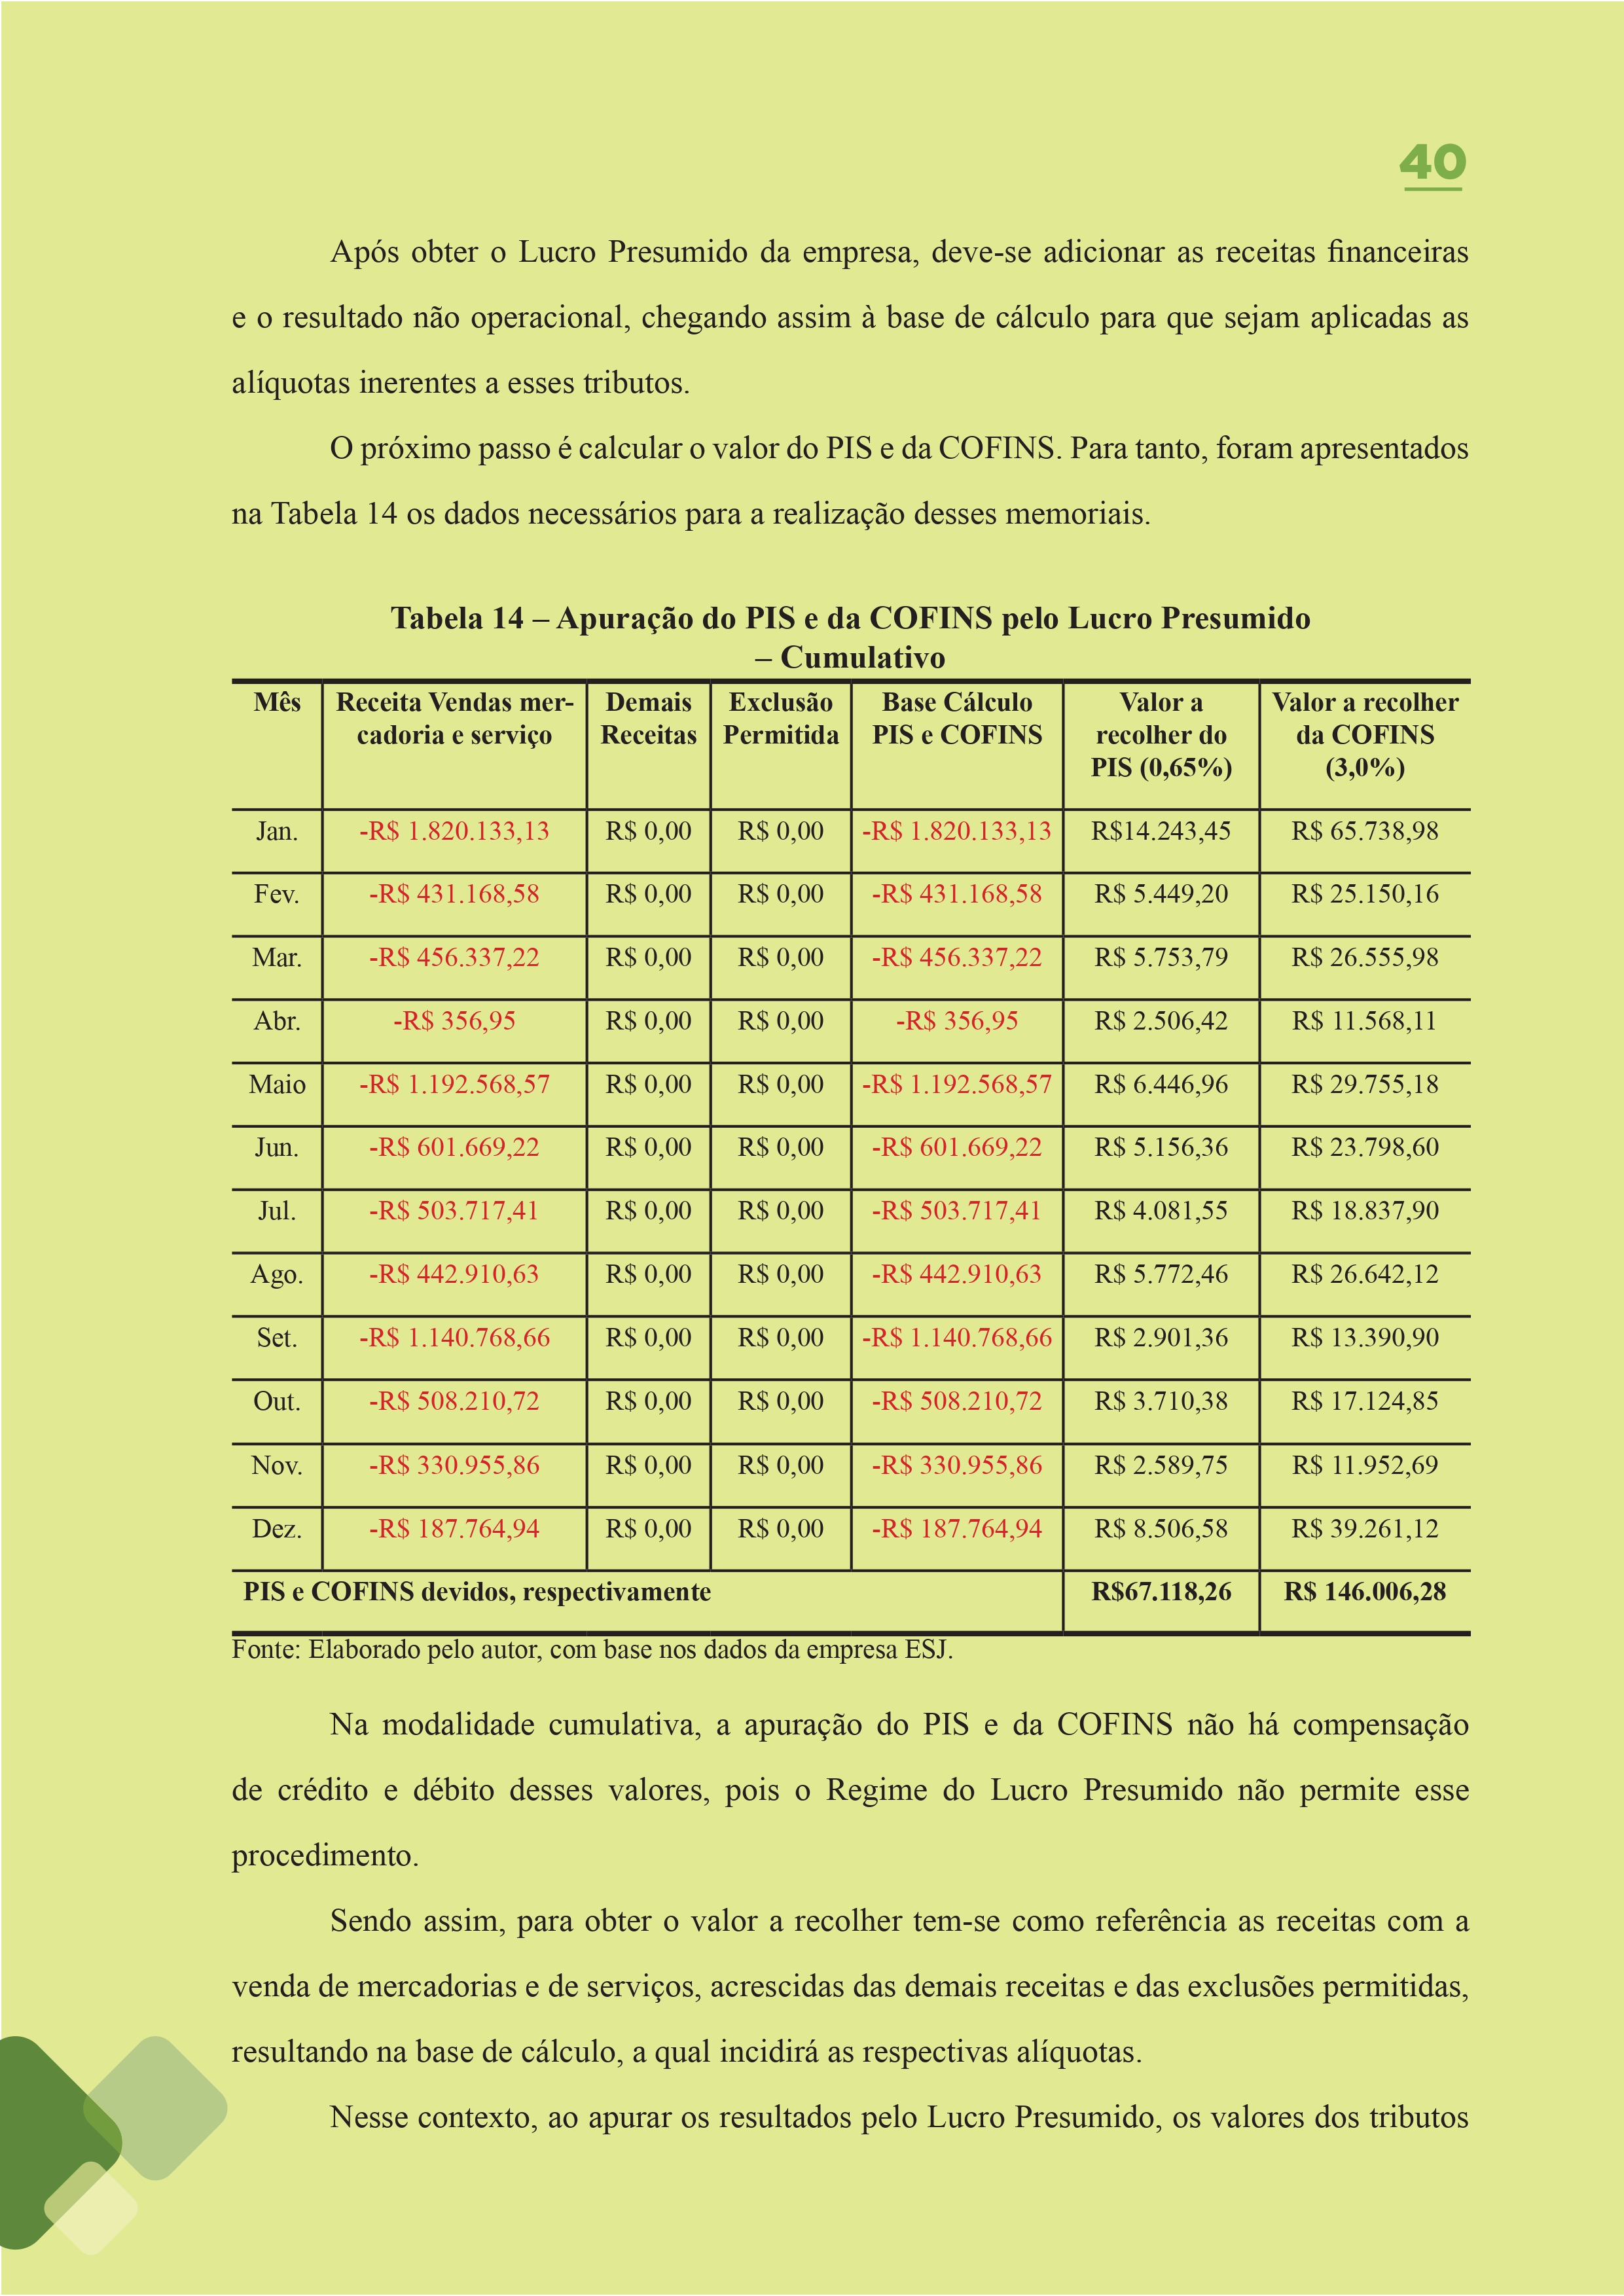 40
Após obter o Lucro Presumido da empresa, deve-se adicionar as receitas financeiras
e o resultado não operacional, chegando assim à base de cálculo para que sejam aplicadas as
alíquotas inerentes a esses tributos.
O próximo passo é calcular o valor do PIS e da COFINS. Para tanto, foram apresentados
na Tabela 14 os dados necessários para a realização desses memoriais.
Tabela 14 – Apuração do PIS e da COFINS pelo Lucro Presumido
– Cumulativo
Mês Receita Vendas mer- Demais Exclusão Base Cálculo Valor a Valor a recolher
cadoria e serviço Receitas Permitida PIS e COFINS recolher do da COFINS
PIS (0,65%) (3,0%)
Jan. -R$ 1.820.133,13 R$ 0,00 R$ 0,00 -R$ 1.820.133,13 R$14.243,45 R$ 65.738,98
Fev. -R$ 431.168,58 R$ 0,00 R$ 0,00 -R$ 431.168,58 R$ 5.449,20 R$ 25.150,16
Mar. -R$ 456.337,22 R$ 0,00 R$ 0,00 -R$ 456.337,22 R$ 5.753,79 R$ 26.555,98
Abr. -R$ 356,95 R$ 0,00 R$ 0,00 -R$ 356,95 R$ 2.506,42 R$ 11.568,11
Maio -R$ 1.192.568,57 R$ 0,00 R$ 0,00 -R$ 1.192.568,57 R$ 6.446,96 R$ 29.755,18
Jun. -R$ 601.669,22 R$ 0,00 R$ 0,00 -R$ 601.669,22 R$ 5.156,36 R$ 23.798,60
Jul. -R$ 503.717,41 R$ 0,00 R$ 0,00 -R$ 503.717,41 R$ 4.081,55 R$ 18.837,90
Ago. -R$ 442.910,63 R$ 0,00 R$ 0,00 -R$ 442.910,63 R$ 5.772,46 R$ 26.642,12
Set. -R$ 1.140.768,66 R$ 0,00 R$ 0,00 -R$ 1.140.768,66 R$ 2.901,36 R$ 13.390,90
Out. -R$ 508.210,72 R$ 0,00 R$ 0,00 -R$ 508.210,72 R$ 3.710,38 R$ 17.124,85
Nov. -R$ 330.955,86 R$ 0,00 R$ 0,00 -R$ 330.955,86 R$ 2.589,75 R$ 11.952,69
Dez. -R$ 187.764,94 R$ 0,00 R$ 0,00 -R$ 187.764,94 R$ 8.506,58 R$ 39.261,12
PIS e COFINS devidos, respectivamente R$67.118,26 R$ 146.006,28
Fonte: Elaborado pelo autor, com base nos dados da empresa ESJ.
Na modalidade cumulativa, a apuração do PIS e da COFINS não há compensação
de crédito e débito desses valores, pois o Regime do Lucro Presumido não permite esse
procedimento.
Sendo assim, para obter o valor a recolher tem-se como referência as receitas com a
venda de mercadorias e de serviços, acrescidas das demais receitas e das exclusões permitidas,
resultando na base de cálculo, a qual incidirá as respectivas alíquotas.
Nesse contexto, ao apurar os resultados pelo Lucro Presumido, os valores dos tributos